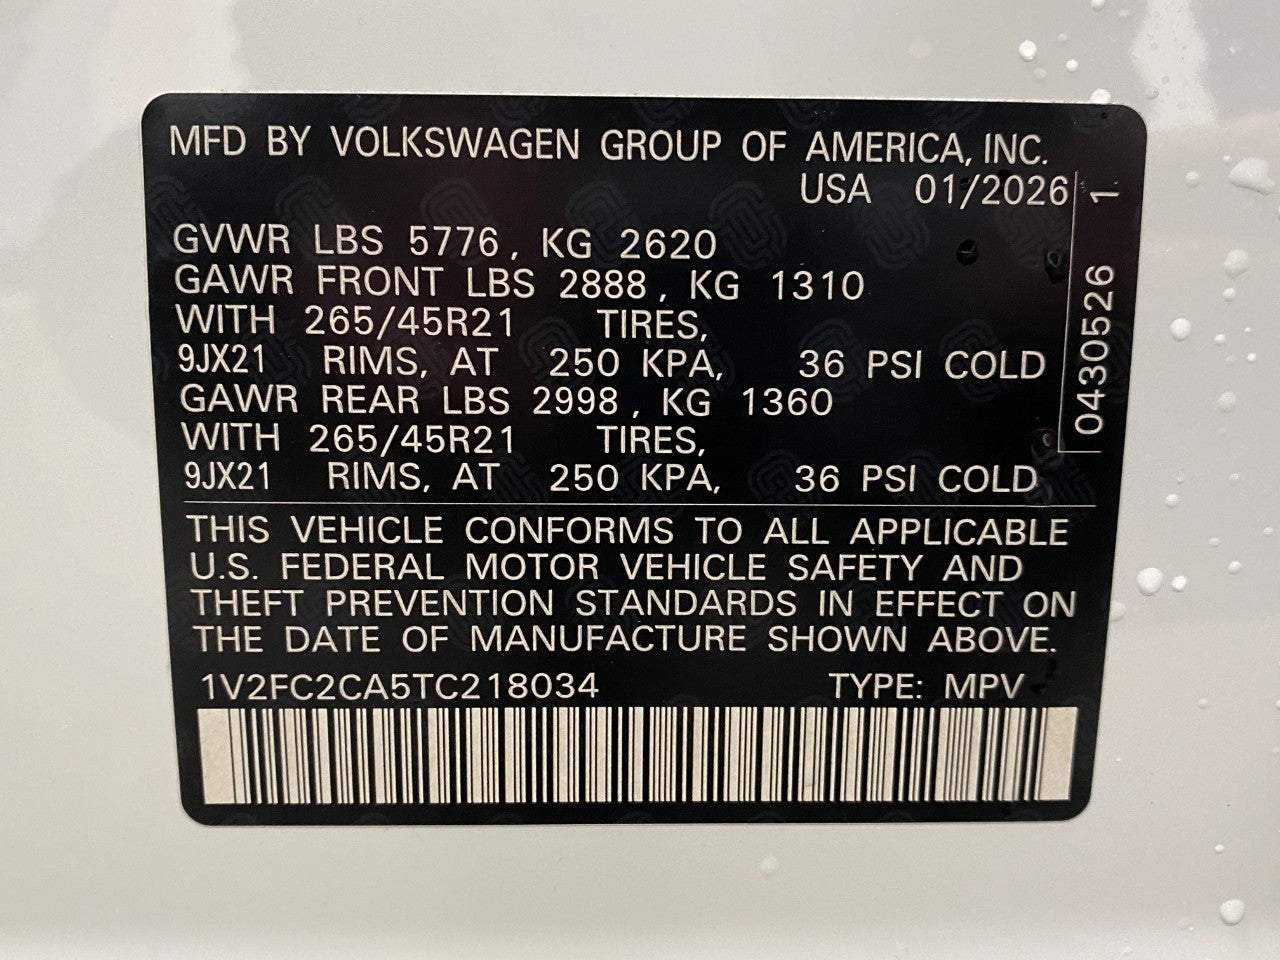 MFD BY VOLKSWAGEN GROUP OF AMERICA, INC.
USA 01/2026
GVWR LBS 5776, KG 2620
GAWR FRONT LBS 2888, KG 1310
WITH 265/45R21 TIRES,
9JX21 RIMS, AT 250 KPA, 36 PSI COLD
GAWR REAR LBS 2998, KG 1360
WITH 265/45R21 TIRES,
9JX21 RIMS, AT 250 KPA, 36 PSI COLD
0430526 1
THIS VEHICLE CONFORMS TO ALL APPLICABLE
U.S. FEDERAL MOTOR VEHICLE SAFETY AND
THEFT PREVENTION STANDARDS IN EFFECT ON
THE DATE OF MANUFACTURE SHOWN ABOVE.
1V2FC2CA5TC218034 TYPE: MPV